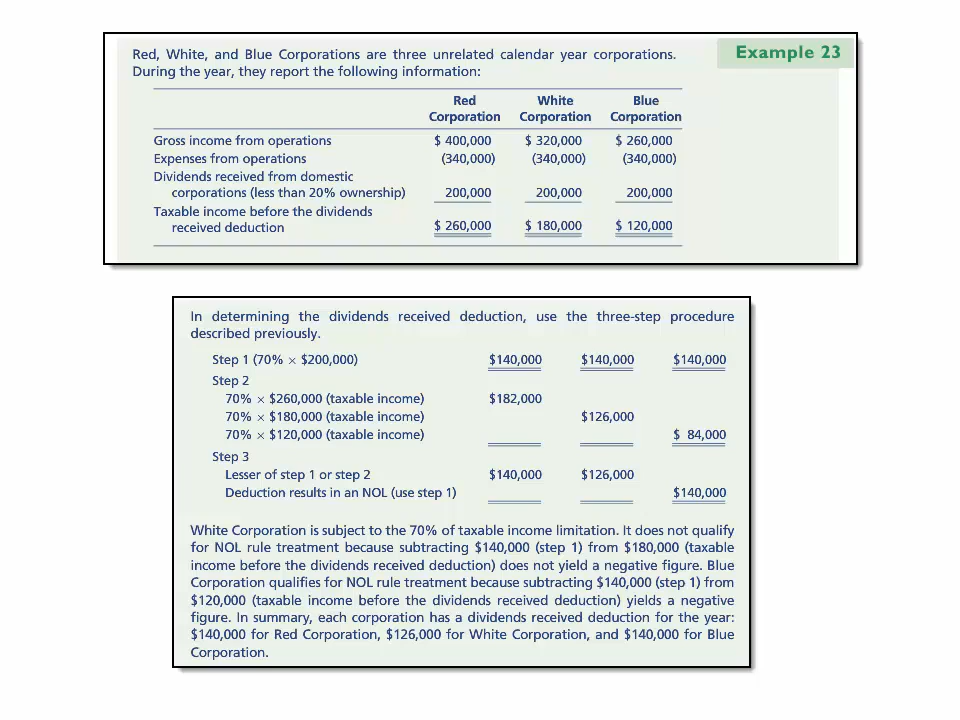 Red, White, and Blue Corporations are three unrelated calendar year corporations.
Example 23
During the year, they report the following information:
Red White Blue
Corporation Corporation Corporation
Gross income from operations $ 400,000 $ 320,000 $ 260,000
Expenses from operations (340,000) (340,000) (340,000)
Dividends received from domestic
corporations (less than 20% ownership) 200,000 200,000 200,000
Taxable income before the dividends
received deduction $ 260,000 $ 180,000 $ 120,000
In determining the dividends received deduction, use the three-step procedure
described previously.
Step 1 (70% × $200,000) $140,000 $140,000 $140,000
Step 2
70% × $260,000 (taxable income) $182,000
70% × $180,000 (taxable income) $126,000
70% × $120,000 (taxable income) $ 84,000
Step 3
Lesser of step 1 or step 2 $140,000 $126,000
Deduction results in an NOL (use step 1) $140,000
White Corporation is subject to the 70% of taxable income limitation. It does not qualify
for NOL rule treatment because subtracting $140,000 (step 1) from $180,000 (taxable
income before the dividends received deduction) does not yield a negative figure. Blue
Corporation qualifies for NOL rule treatment because subtracting $140,000 (step 1) from
$120,000 (taxable income before the dividends received deduction) yields a negative
figure. In summary, each corporation has a dividends received deduction for the year:
$140,000 for Red Corporation, $126,000 for White Corporation, and $140,000 for Blue
Corporation.